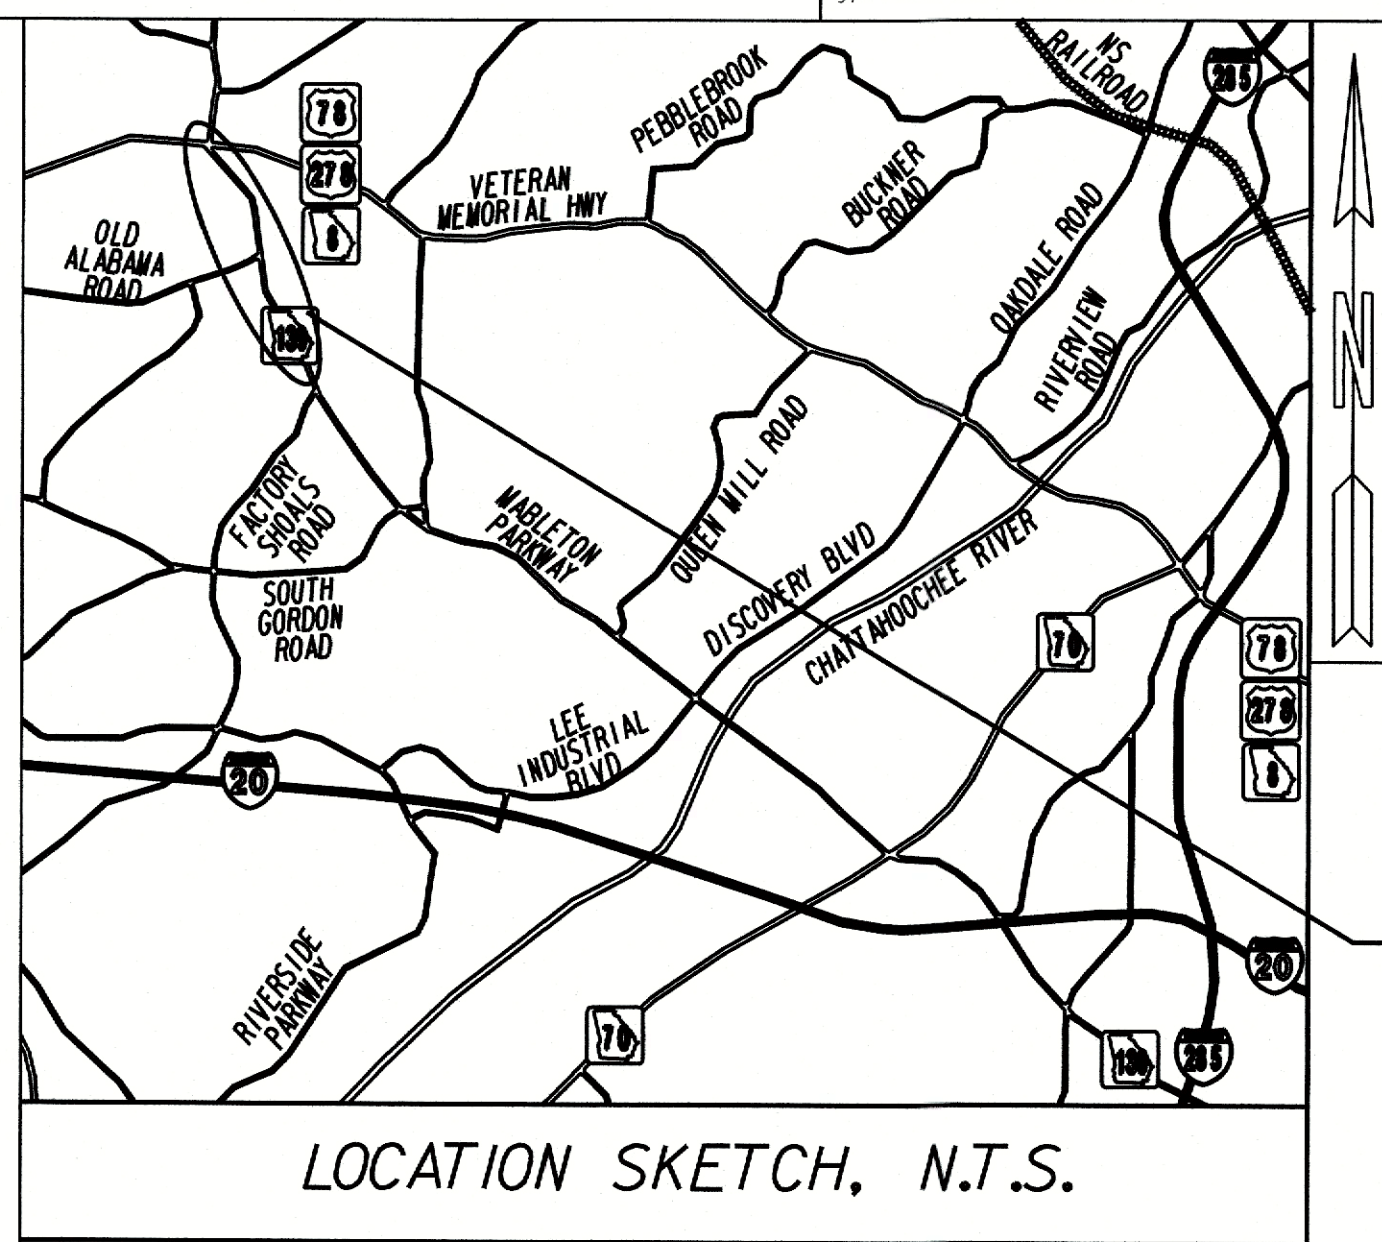 NS
RAILROAD
285
PEBBLEBROOK
ROAD
78
278
8
VETERAN
MEMORIAL HWY
BUCKNER
ROAD
OLD
ALABAMA
ROAD
OAKDALE ROAD
RIVERVIEW
ROAD
N
139
QUEEN MILL ROAD
FACTORY
SHOALS
ROAD
MABLETON
PARKWAY
DISCOVERY BLVD
CHATTAHOOCHEE RIVER
SOUTH
GORDON
ROAD
70
78
278
8
LEE
INDUSTRIAL
BLVD
20
RIVERSIDE
PARKWAY
20
70
139
285
LOCATION SKETCH, N.T.S.